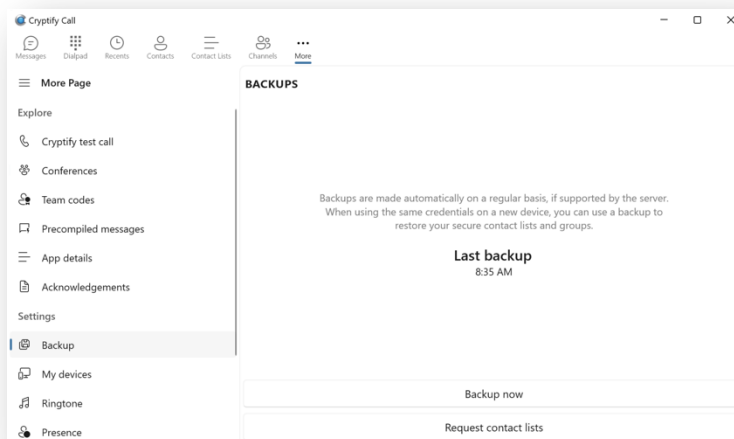 Cryptify Call
Messages Dialpad Recents Contacts Contact Lists Channels More
More Page
Explore
Cryptify test call
Conferences
Team codes
Precompiled messages
App details
Acknowledgements
Settings
Backup
My devices
Ringtone
Presence
BACKUPS
Backups are made automatically on a regular basis, if supported by the server.
When using the same credentials on a new device, you can use a backup to
restore your secure contact lists and groups.
Last backup
8:35 AM
Backup now
Request contact lists